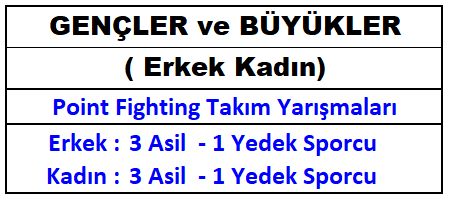 GENÇLER ve BÜYÜKLER
( Erkek Kadın)
Point Fighting Takım Yarışmaları
Erkek : 3 Asil - 1 Yedek Sporcu
Kadın : 3 Asil - 1 Yedek Sporcu